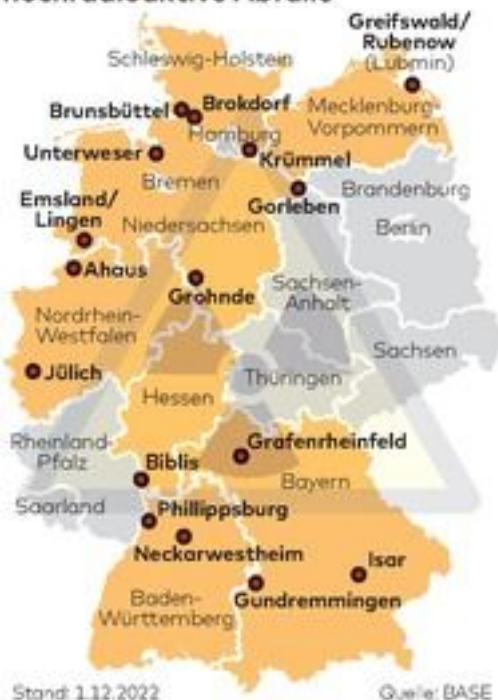 hochradioaktive Abfälle
Greifswald/
Rubenow
(Lubmin)
Schleswig-Holstein
Brunsbüttel
Brokdorf
Mecklenburg-
Vorpommern
Hamburg
Unterweser
Krümmel
Bremen
Emsland/
Lingen
Gorleben
Brandenburg
Niedersachsen
Berlin
Ahaus
Grohnde
Sachsen-
Anhalt
Nordrhein-
Westfalen
Sachsen
Jülich
Thüringen
Hessen
Rheinland-
Pfalz
Grafenrheinfeld
Biblis
Bayern
Saarland
Phillippsburg
Neckarwestheim
Isar
Gundremmingen
Baden-
Württemberg
Stand: 1.12.2022
Quelle: BASE